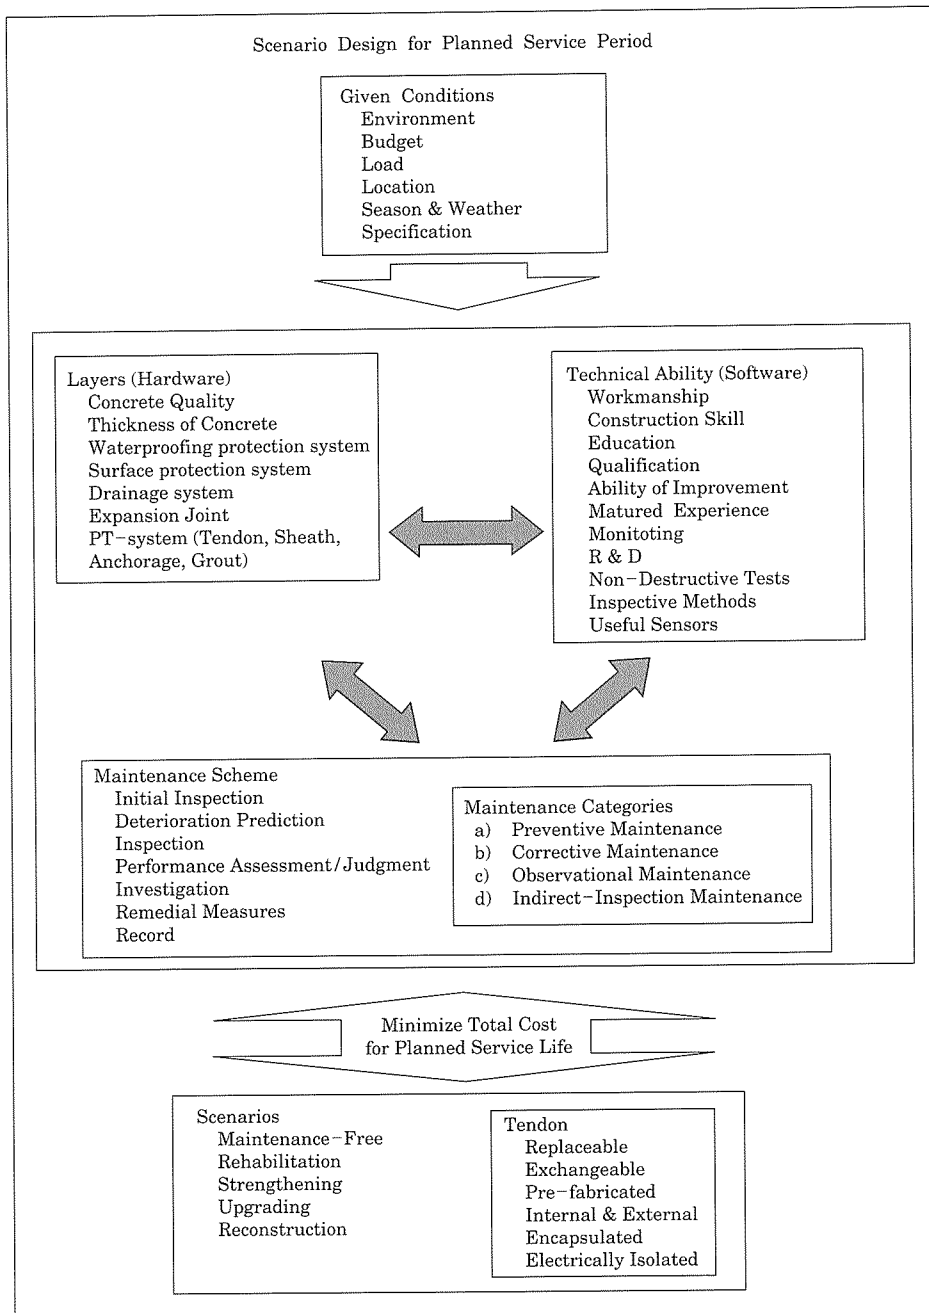 Scenario Design for Planned Service Period
Given Conditions
Environment
Budget
Load
Location
Season & Weather
Specification
Layers (Hardware)
Concrete Quality
Thickness of Concrete
Waterproofing protection system
Surface protection system
Drainage system
Expansion Joint
PT-system (Tendon, Sheath,
Anchorage, Grout)
Technical Ability (Software)
Workmanship
Construction Skill
Education
Qualification
Ability of Improvement
Matured Experience
Monitoting
R & D
Non-Destructive Tests
Inspective Methods
Useful Sensors
Maintenance Scheme
Initial Inspection
Deterioration Prediction
Inspection
Performance Assessment/Judgment
Investigation
Remedial Measures
Record
Maintenance Categories
a) Preventive Maintenance
b) Corrective Maintenance
c) Observational Maintenance
d) Indirect-Inspection Maintenance
Minimize Total Cost
for Planned Service Life
Scenarios
Maintenance-Free
Rehabilitation
Strengthening
Upgrading
Reconstruction
Tendon
Replaceable
Exchangeable
Pre-fabricated
Internal & External
Encapsulated
Electrically Isolated